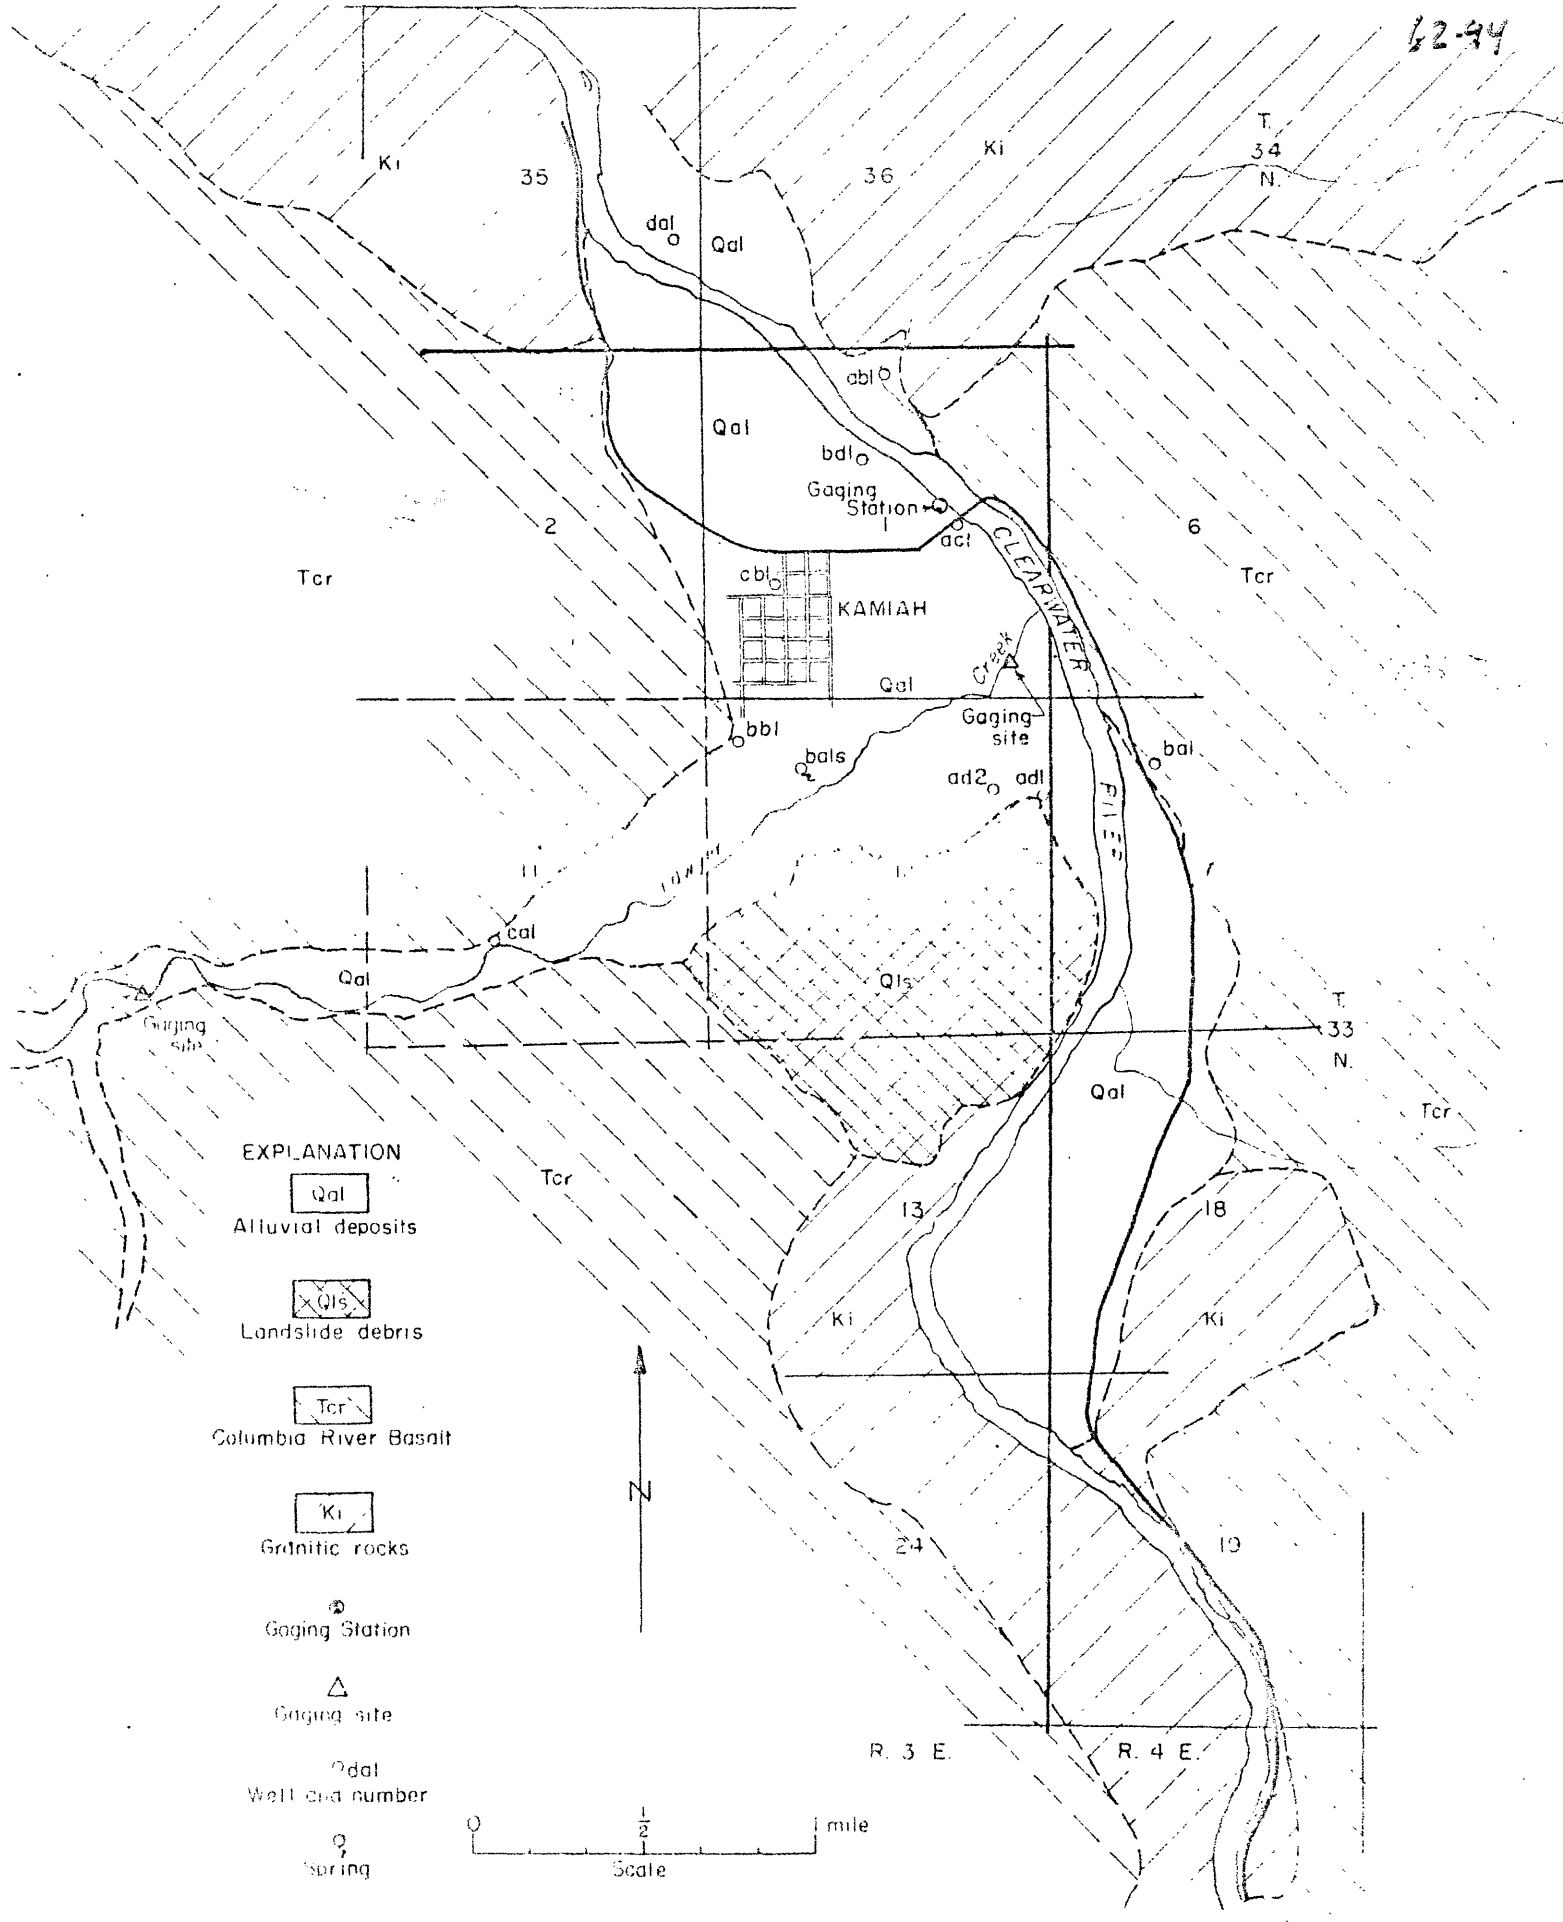 62-94
T.
34
N.
Ki
35
36
Ki
dal
Qal
abl
Qal
bdl
Gaging
Station
1
acl
2
6
Tcr
cbl
KAMIAH
CLEARWATER
RIVER
Tcr
Creek
Qal
Gaging
site
bbl
bals
bal
ad2
adl
11
cal
Qal
Qls
Gaging
site
T.
33
N.
Qal
Tcr
EXPLANATION
Qal
Alluvial deposits
Tcr
13
18
Qls
Landslide debris
Ki
Ki
Tcr
Columbia River Basalt
N
Ki
Granitic rocks
24
19
Gaging Station
Gaging site
R. 3 E.
R. 4 E.
dal
Well and number
0
1/2
1 mile
Scale
Spring